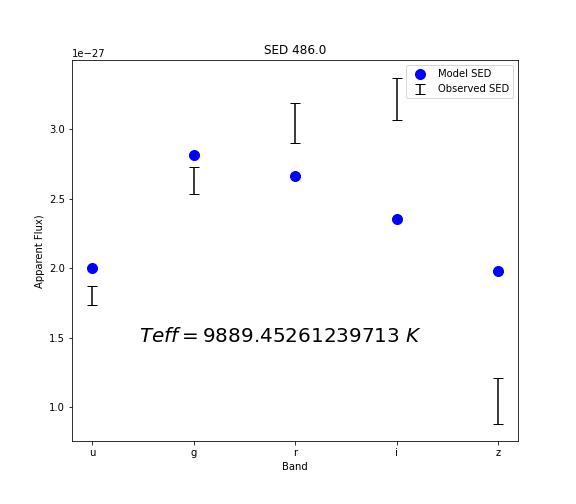 SED 486.0
1e−27
Model SED
Observed SED
3.0
2.5
2.0
1.5
1.0
Apparent Flux)
Teff = 9889.45261239713 K
u g r i z
Band